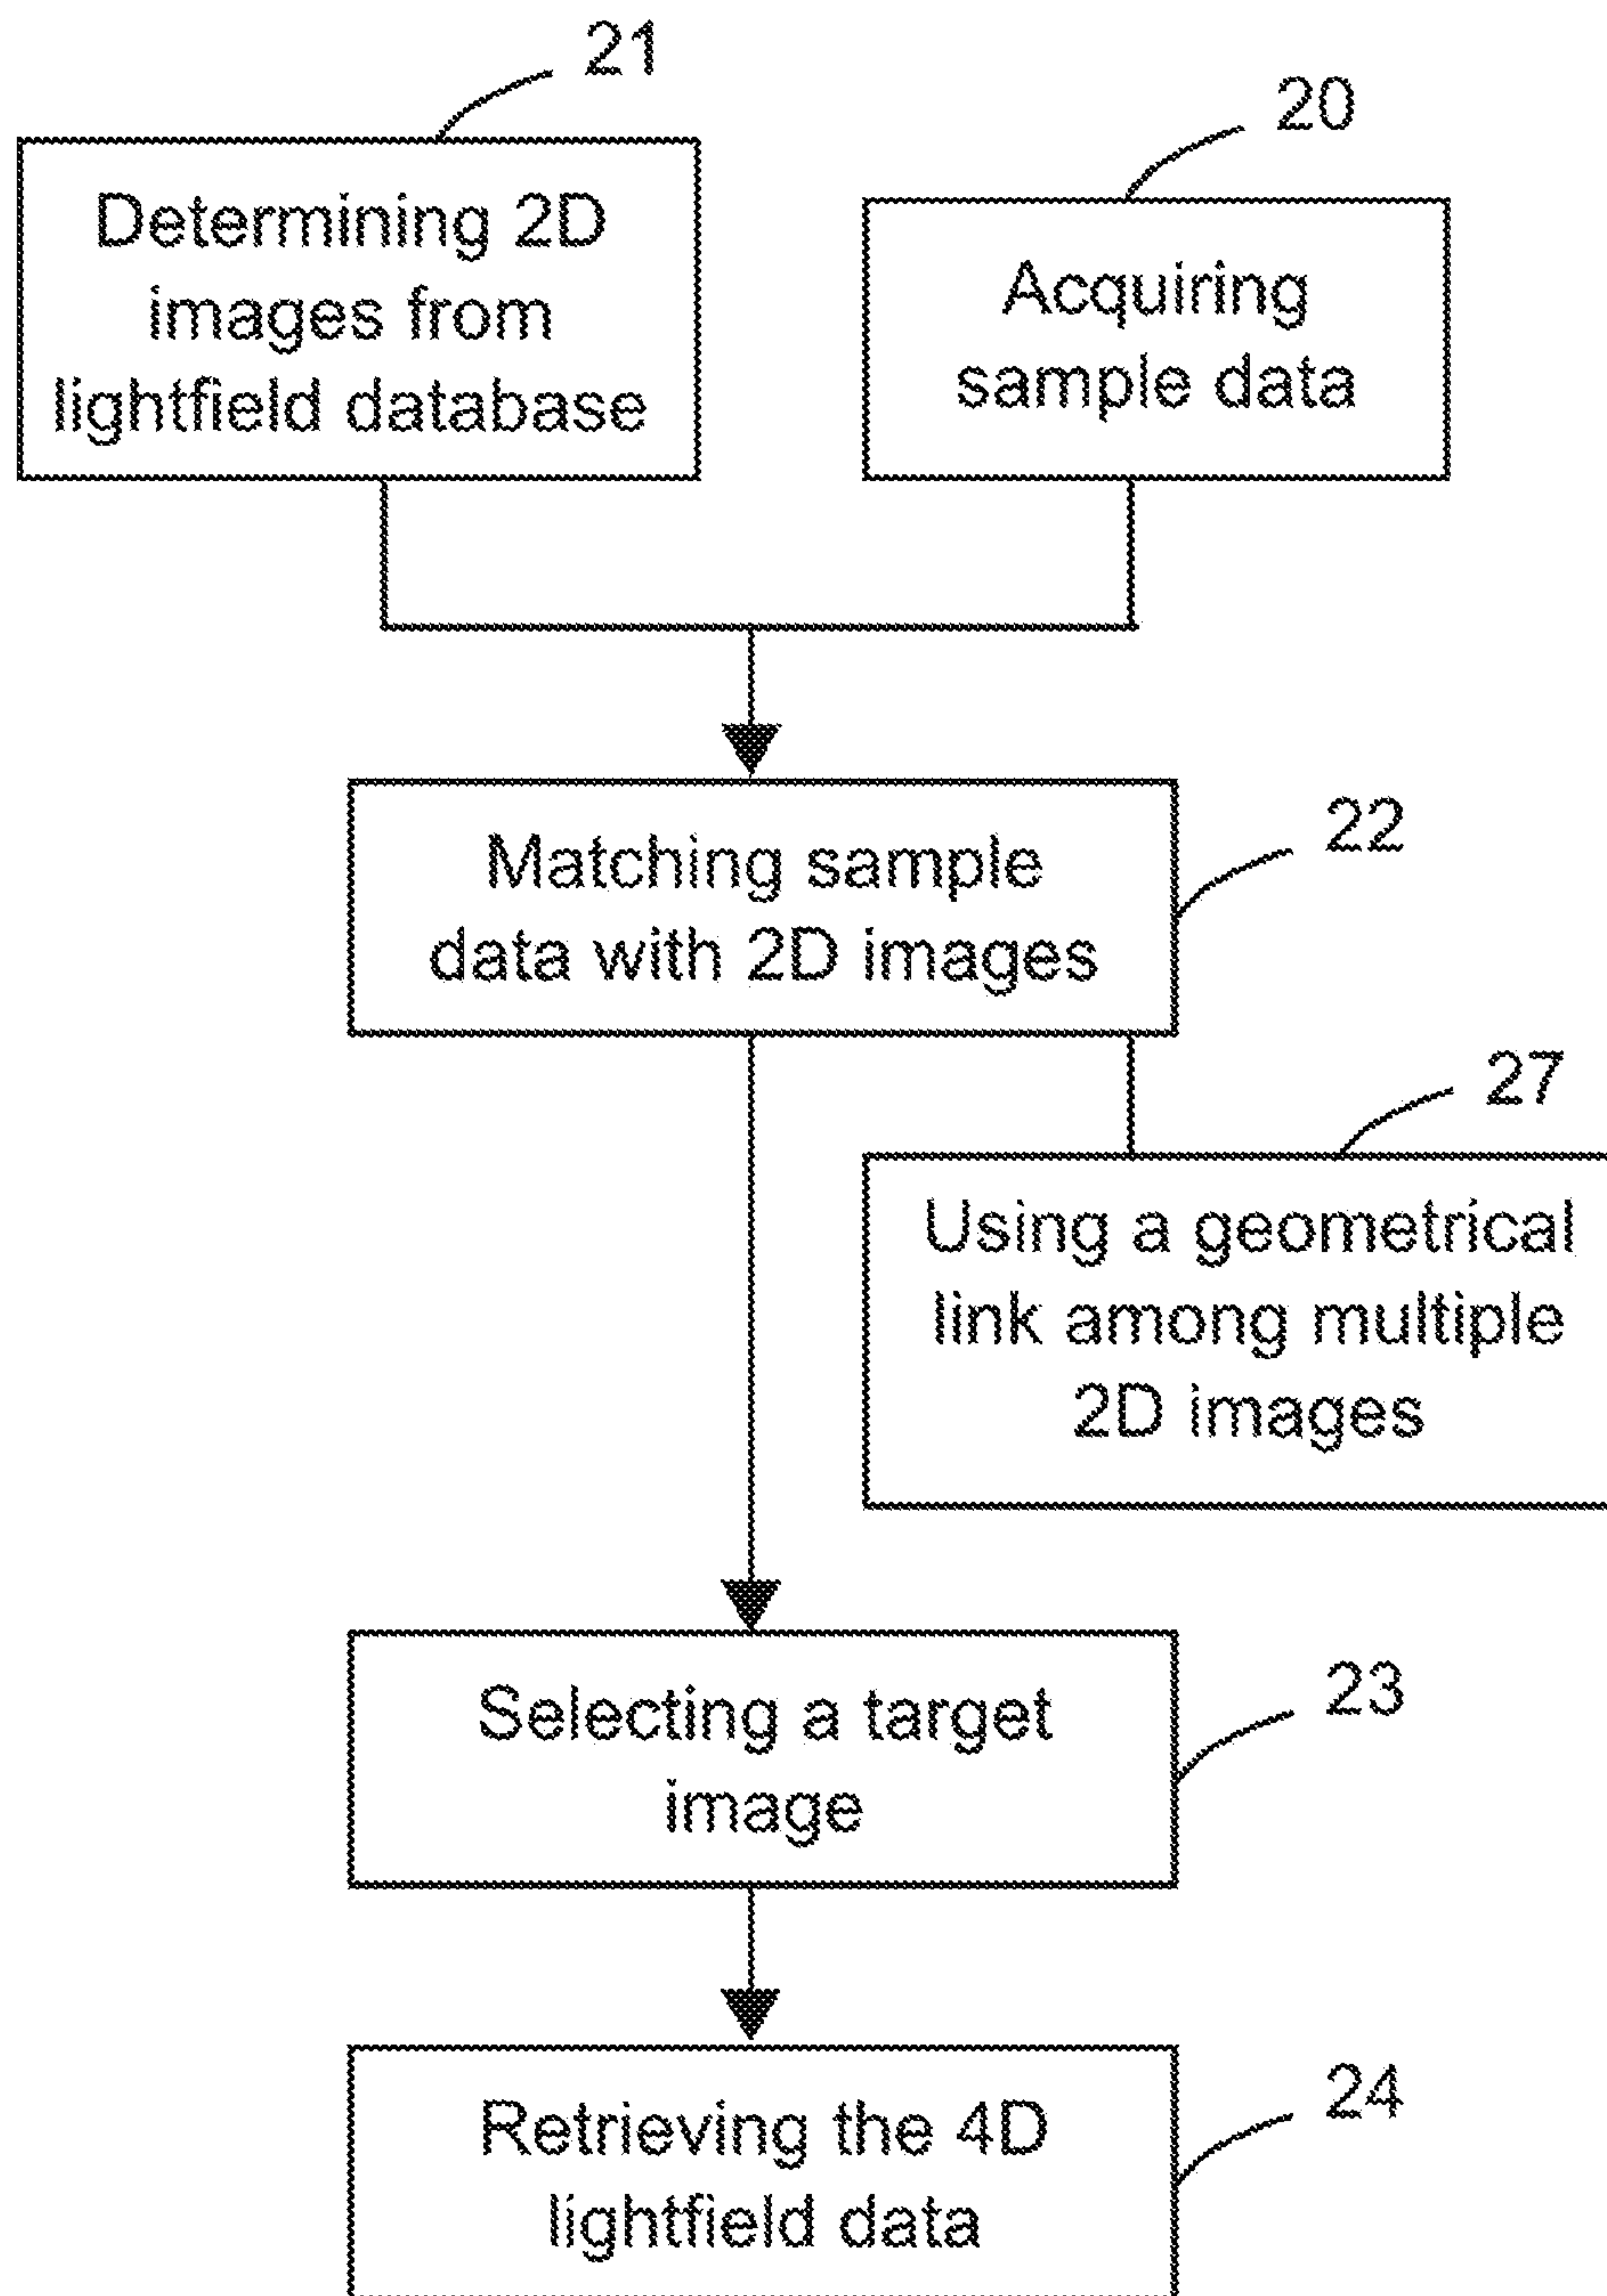 21
Determining 2D
images from
lightfield database
20
Acquiring
sample data
22
Matching sample
data with 2D images
27
Using a geometrical
link among multiple
2D images
23
Selecting a target
image
24
Retrieving the 4D
lightfield data